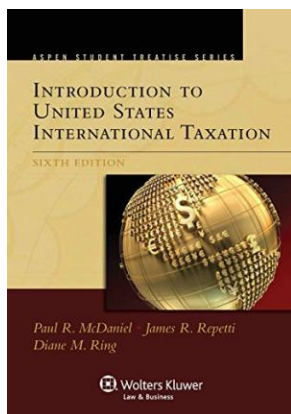 ASPEN STUDENT TREATISE SERIES
INTRODUCTION TO
UNITED STATES
INTERNATIONAL TAXATION
SIXTH EDITION
Paul R. McDaniel · James R. Repetti
Diane M. Ring
Wolters Kluwer
Law & Business